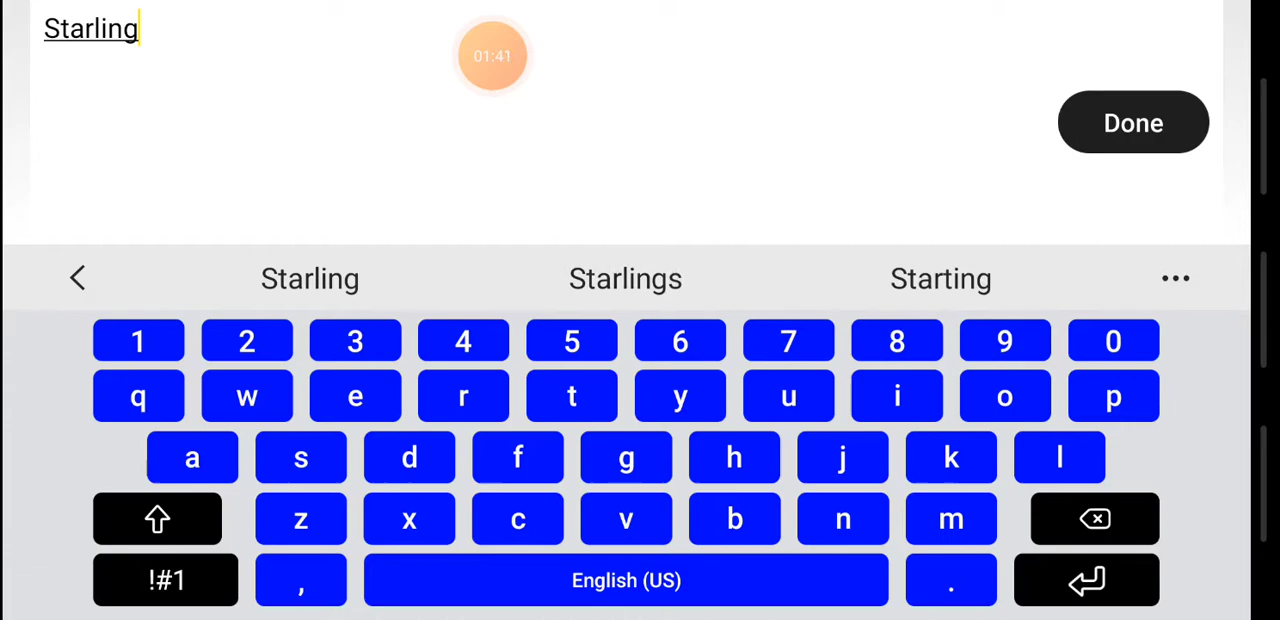 Starling
01:41
Done
Starling Starlings Starting
1 2 3 4 5 6 7 8 9 0
q w e r t y u i o p
a s d f g h j k l
z x c v b n m
!#1 , English (US) .